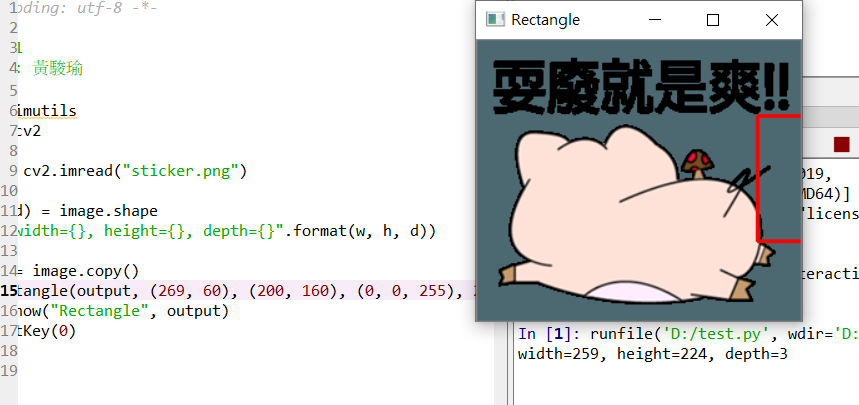 1
oding: utf-8 -*-
2
3
4 : 黃駿瑜
5
6 imutils
7 cv2
8
9 cv2.imread("sticker.png")
10
11 d) = image.shape
12 width={}, height={}, depth={}".format(w, h, d))
13
14 = image.copy()
15 tangle(output, (269, 60), (200, 160), (0, 0, 255),
16 how("Rectangle", output)
17 tKey(0)
18
19
Rectangle
耍廢就是爽!!
019,
MD64)]
"licens
teracti
In [1]: runfile('D:/test.py', wdir='D:
width=259, height=224, depth=3